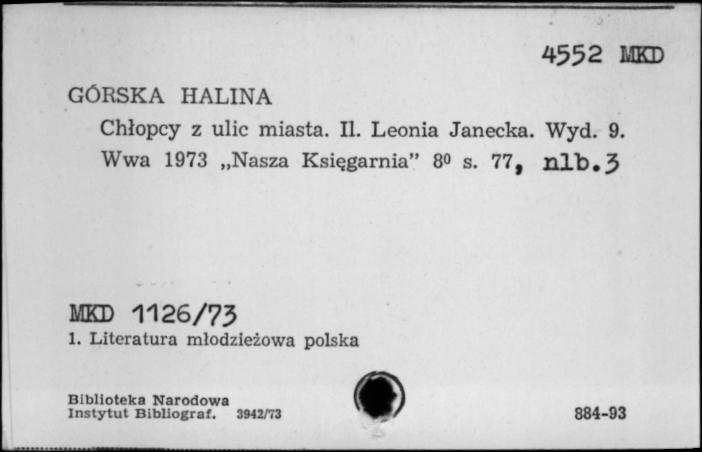 4552 MKD
GÓRSKA HALINA
Chłopcy z ulic miasta. Il. Leonia Janecka. Wyd. 9.
Wwa 1973 „Nasza Księgarnia” 8⁰ s. 77, nlb.3
MKD 1126/73
1. Literatura młodzieżowa polska
Biblioteka Narodowa
Instytut Bibliograf. 3942/73
884-93